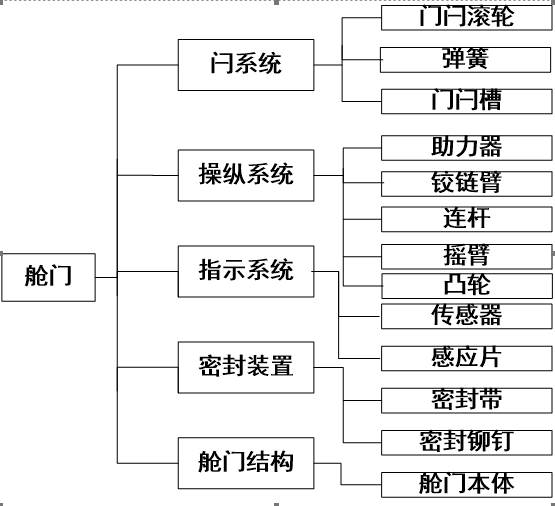 舱门
闩系统
门闩滚轮
弹簧
门闩槽
操纵系统
助力器
铰链臂
连杆
摇臂
凸轮
指示系统
传感器
感应片
密封装置
密封带
密封铆钉
舱门结构
舱门本体